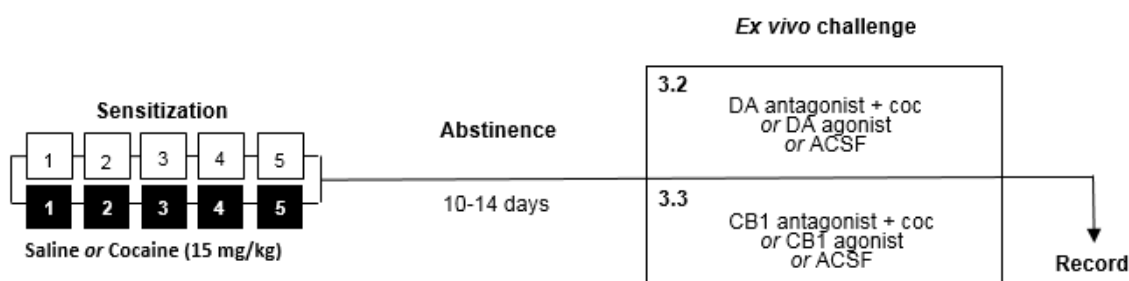 Ex vivo challenge
Sensitization
1 2 3 4 5
1 2 3 4 5
Saline or Cocaine (15 mg/kg)
Abstinence
10-14 days
3.2
DA antagonist + coc
or DA agonist
or ACSF
3.3
CB1 antagonist + coc
or CB1 agonist
or ACSF
Record